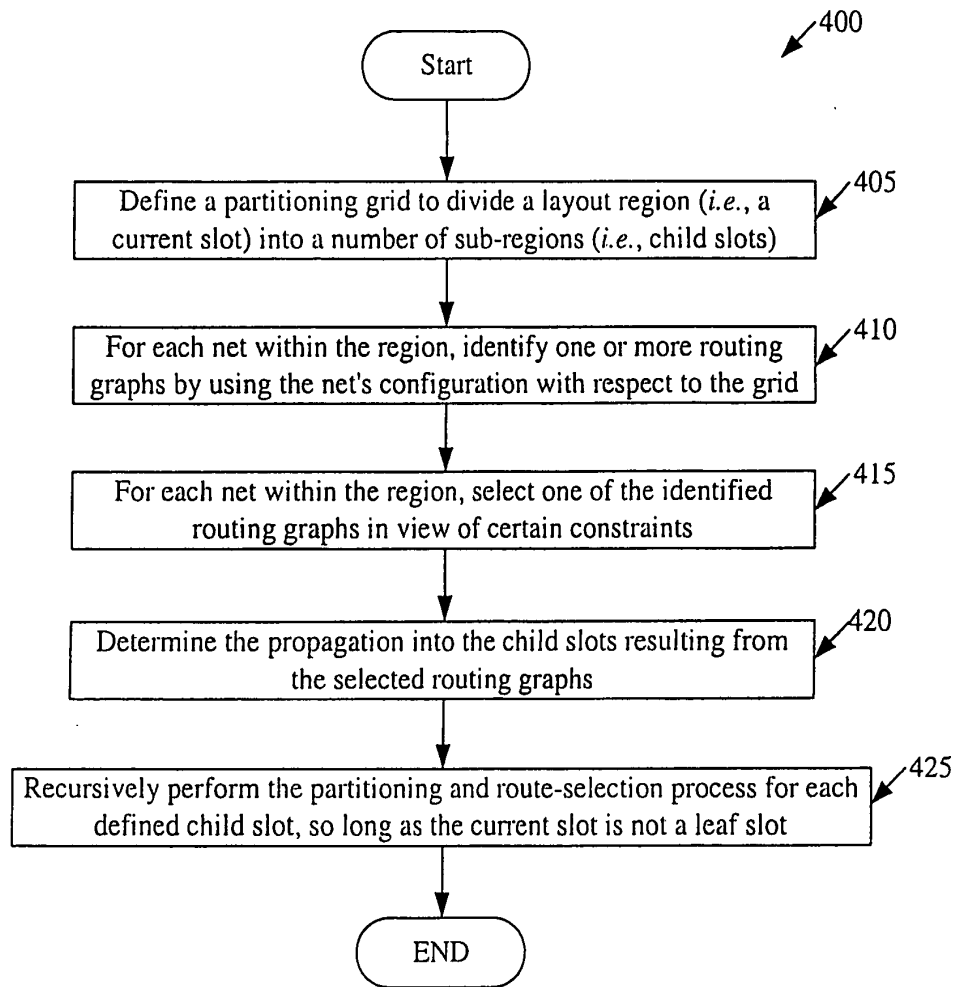 400
Start
405
Define a partitioning grid to divide a layout region (i.e., a
current slot) into a number of sub-regions (i.e., child slots)
410
For each net within the region, identify one or more routing
graphs by using the net's configuration with respect to the grid
415
For each net within the region, select one of the identified
routing graphs in view of certain constraints
420
Determine the propagation into the child slots resulting from
the selected routing graphs
425
Recursively perform the partitioning and route-selection process for each
defined child slot, so long as the current slot is not a leaf slot
END